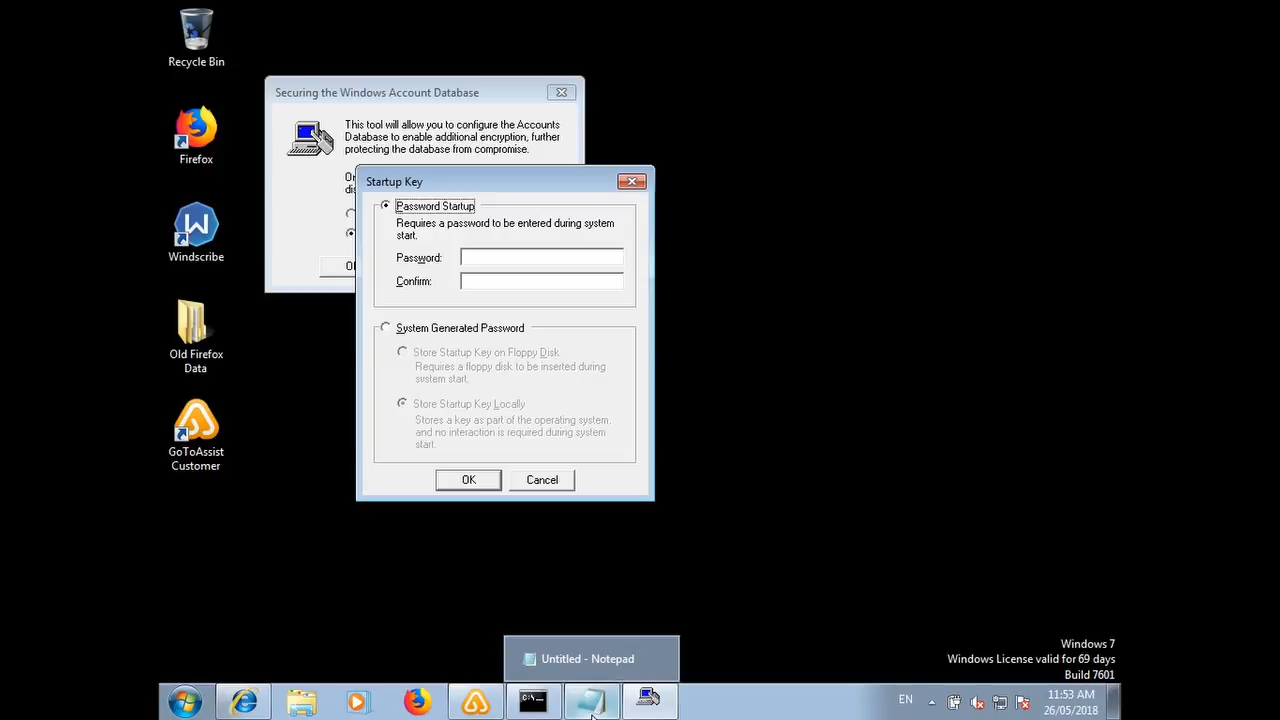 Recycle Bin
Firefox
Windscribe
Old Firefox
Data
GoToAssist
Customer
Securing the Windows Account Database
This tool will allow you to configure the Accounts
Database to enable additional encryption, further
protecting the database from compromise.
Startup Key
Password Startup
Requires a password to be entered during system
start.
Password:
Confirm:
System Generated Password
Store Startup Key on Floppy Disk
Requires a floppy disk to be inserted during
system start.
Store Startup Key Locally
Stores a key as part of the operating system,
and no interaction is required during system
start.
OK
Cancel
Untitled - Notepad
Windows 7
Windows License valid for 69 days
Build 7601
EN
11:53 AM
26/05/2018